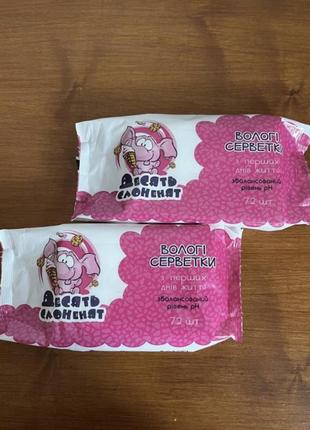 ДЕСЯТЬ
СЛОНЕНЯТ
ВОЛОГІ
СЕРВЕТКИ
з перших
днів життя
збалансований
рівень pH
72 шт.
ДЕСЯТЬ
СЛОНЕНЯТ
ВОЛОГІ
СЕРВЕТКИ
з перших
днів життя
збалансований
рівень pH
72 шт.